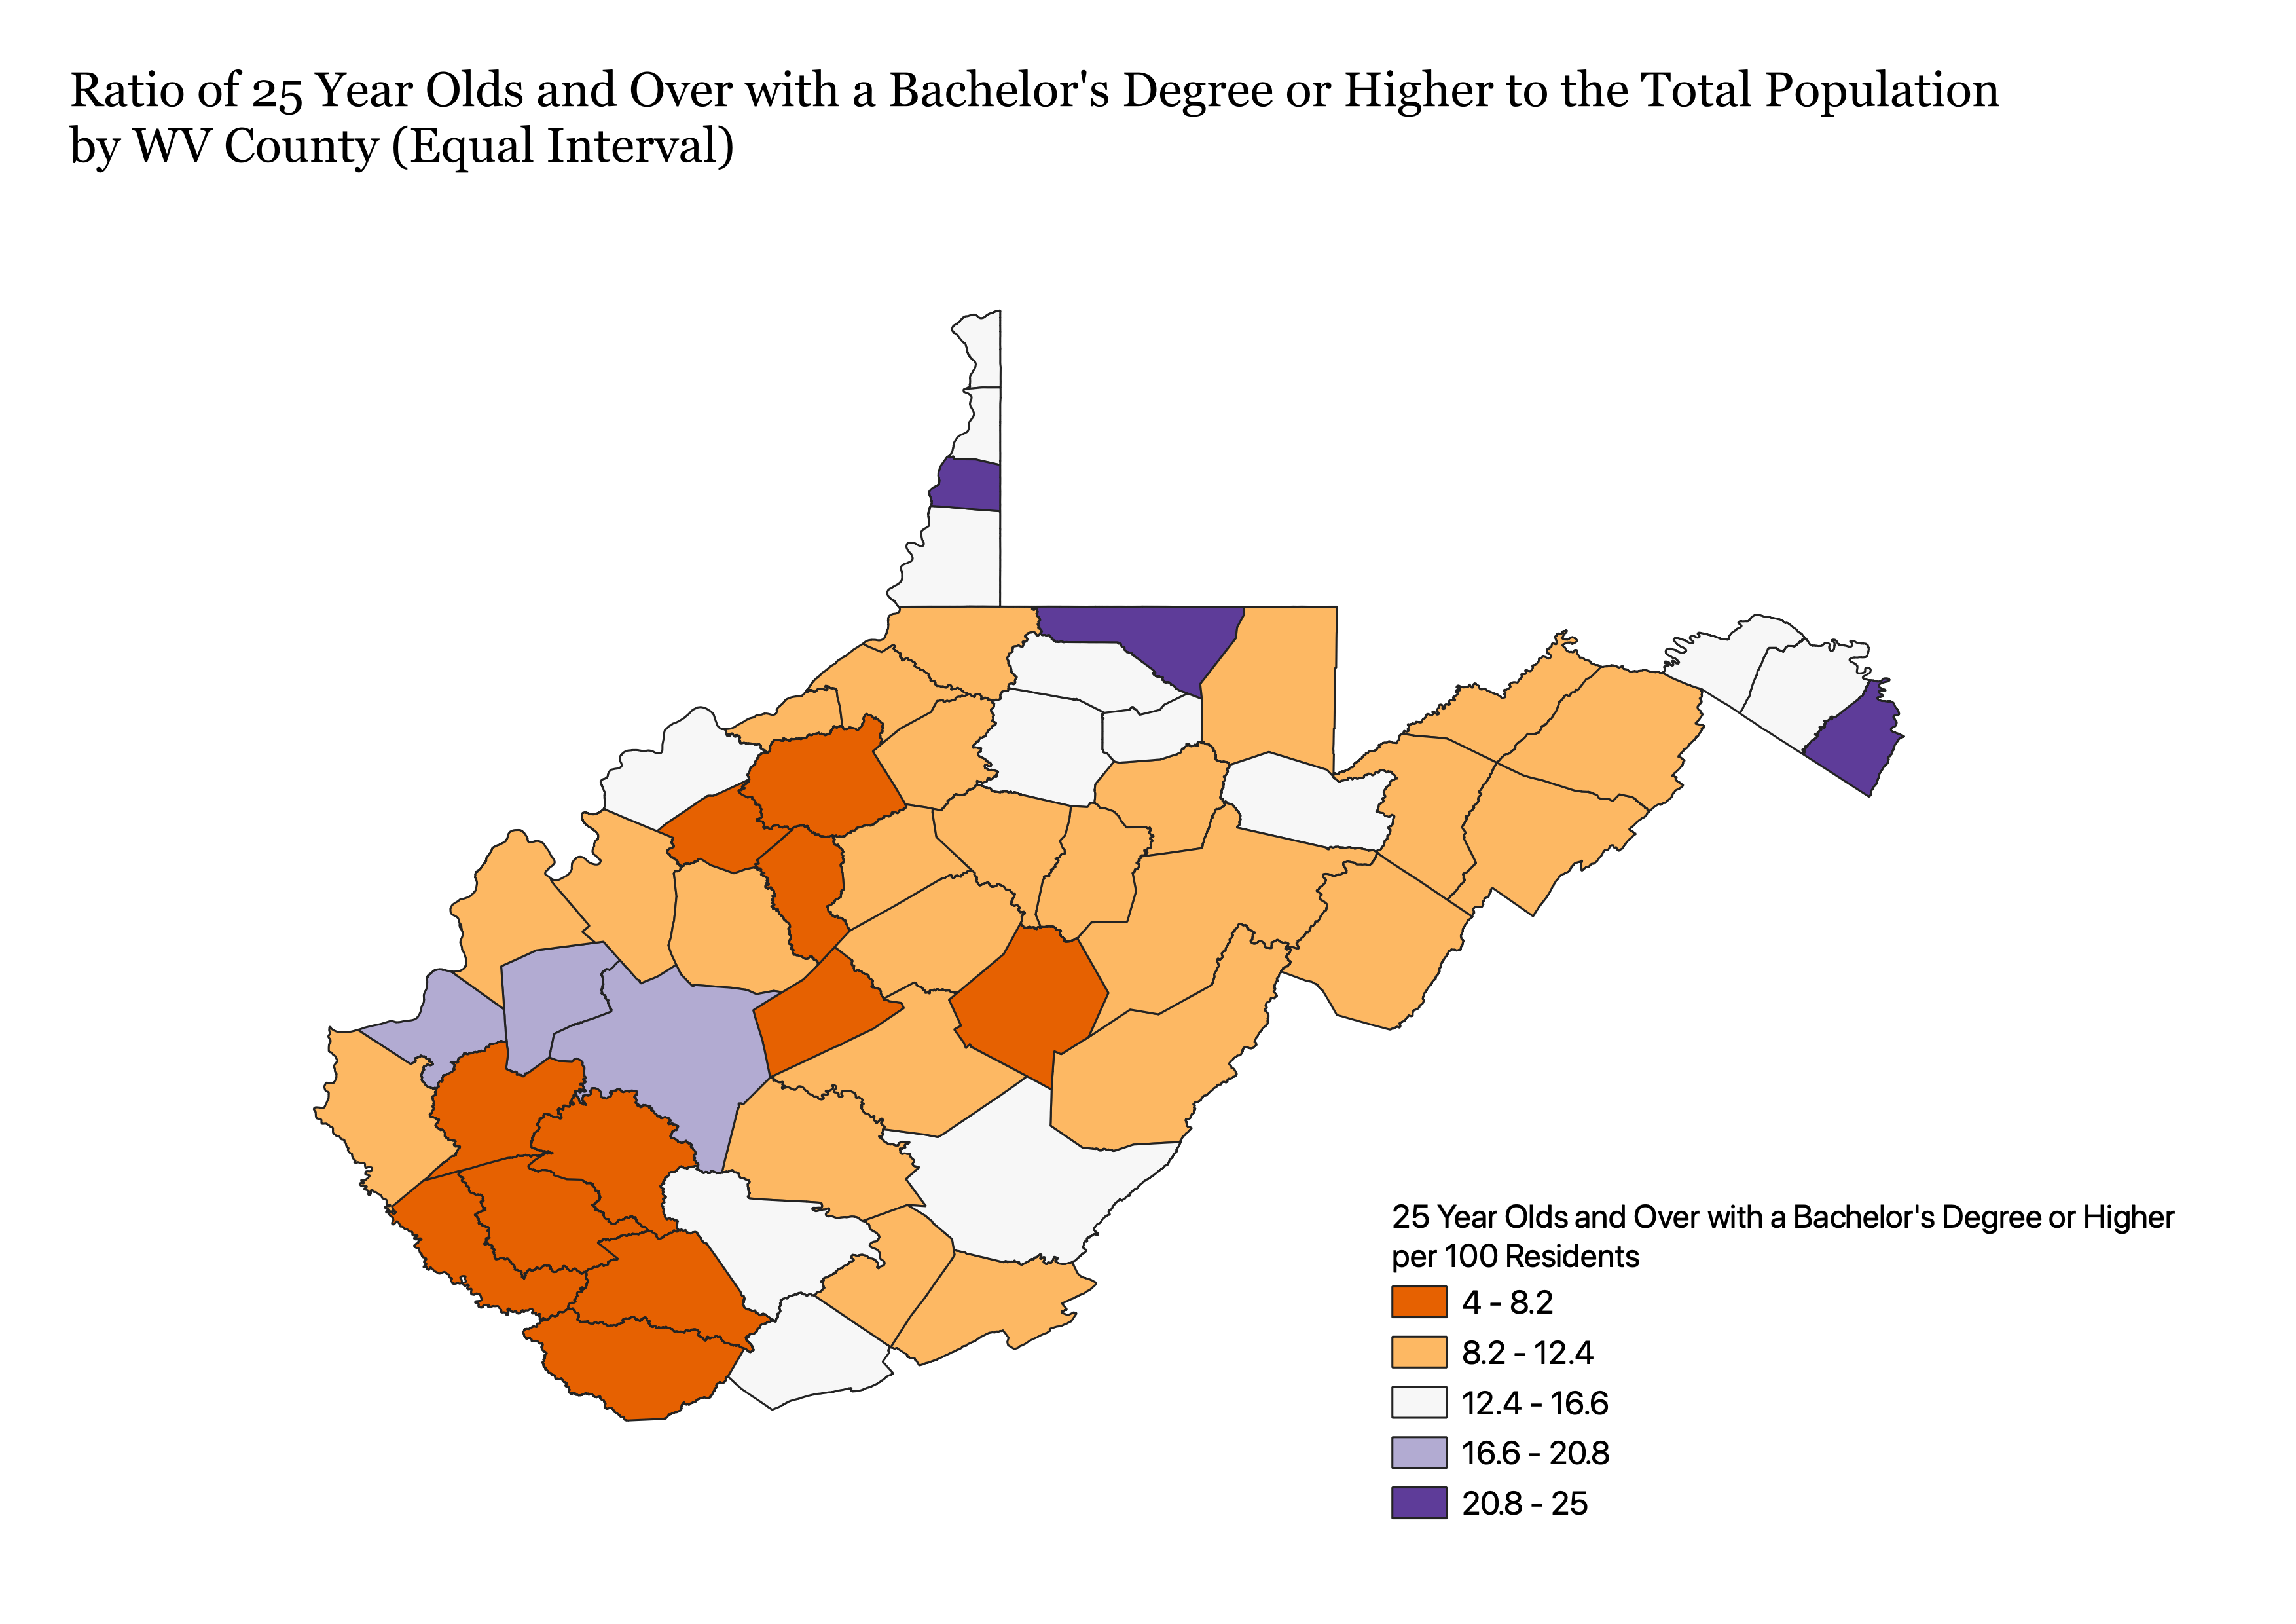 Ratio of 25 Year Olds and Over with a Bachelor's Degree or Higher to the Total Population
by WV County (Equal Interval)
25 Year Olds and Over with a Bachelor's Degree or Higher
per 100 Residents
4 - 8.2
8.2 - 12.4
12.4 - 16.6
16.6 - 20.8
20.8 - 25